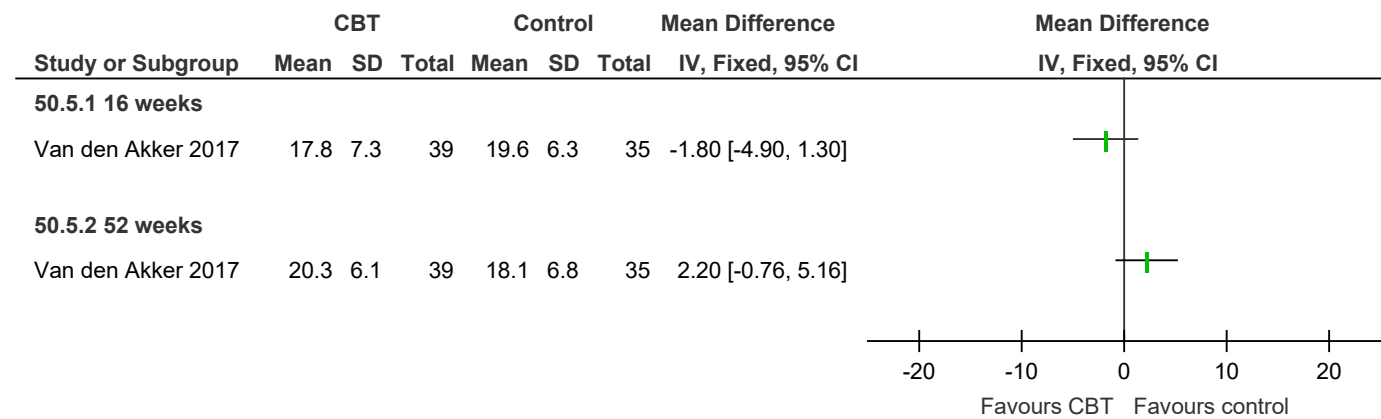 CBT Control Mean Difference Mean Difference
Study or Subgroup Mean SD Total Mean SD Total IV, Fixed, 95% CI IV, Fixed, 95% CI
50.5.1 16 weeks
Van den Akker 2017 17.8 7.3 39 19.6 6.3 35 -1.80 [-4.90, 1.30]
50.5.2 52 weeks
Van den Akker 2017 20.3 6.1 39 18.1 6.8 35 2.20 [-0.76, 5.16]
-20 -10 0 10 20
Favours CBT Favours control